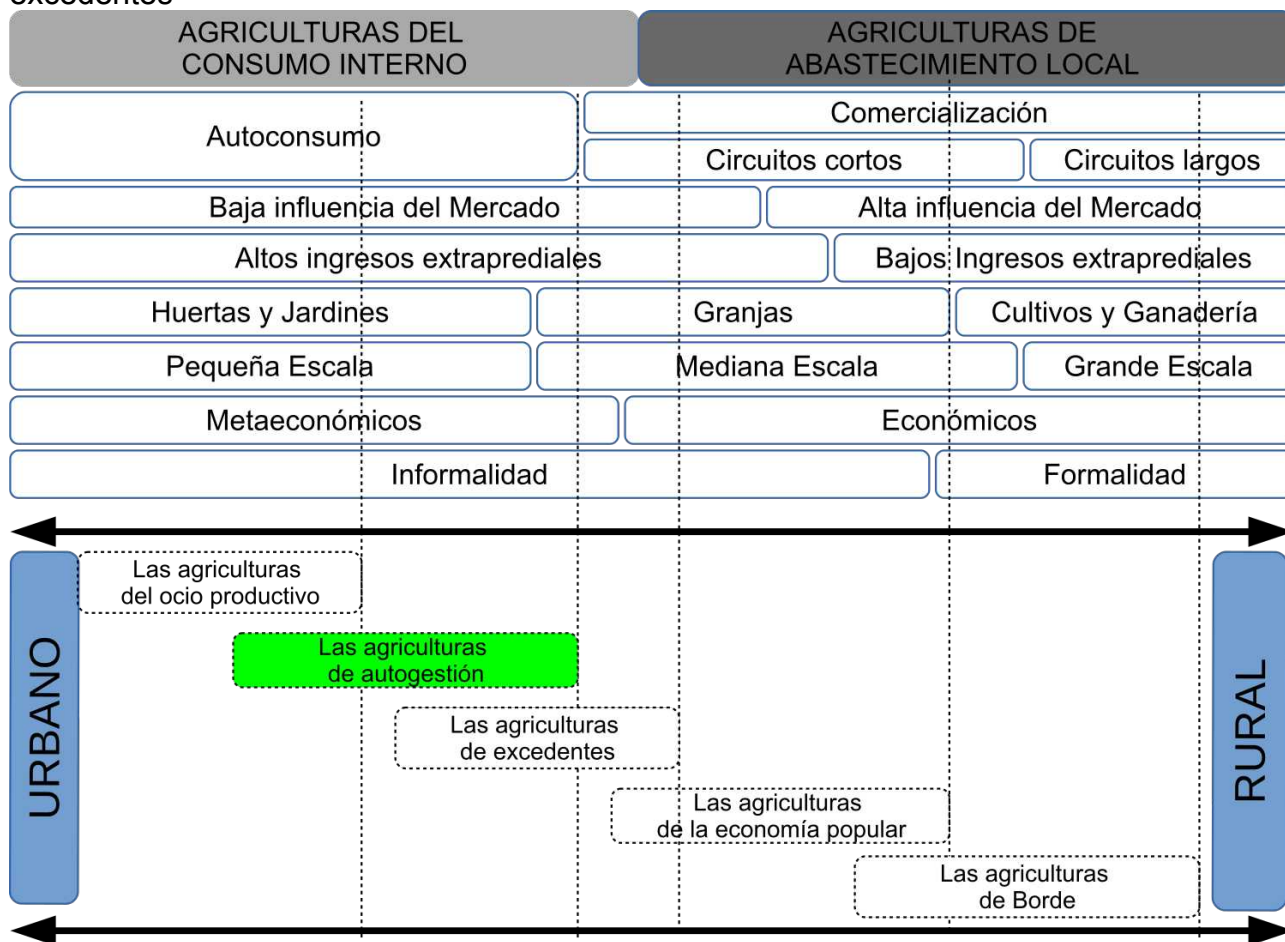 excedentes
AGRICULTURAS DEL
CONSUMO INTERNO
AGRICULTURAS DE
ABASTECIMIENTO LOCAL
Autoconsumo
Comercialización
Circuitos cortos
Circuitos largos
Baja influencia del Mercado
Alta influencia del Mercado
Altos ingresos extraprediales
Bajos Ingresos extraprediales
Huertas y Jardines
Granjas
Cultivos y Ganadería
Pequeña Escala
Mediana Escala
Grande Escala
Metaeconómicos
Económicos
Informalidad
Formalidad
URBANO
Las agriculturas
del ocio productivo
Las agriculturas
de autogestión
Las agriculturas
de excedentes
Las agriculturas
de la economía popular
Las agriculturas
de Borde
RURAL